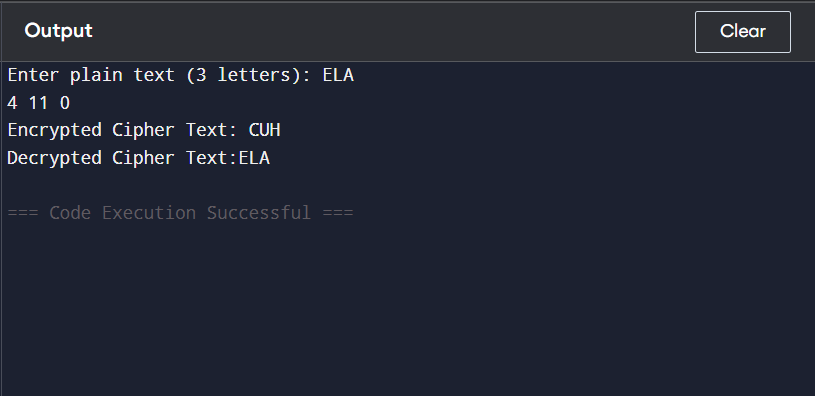 Output
Clear
Enter plain text (3 letters): ELA
4 11 0
Encrypted Cipher Text: CUH
Decrypted Cipher Text:ELA
=== Code Execution Successful ===